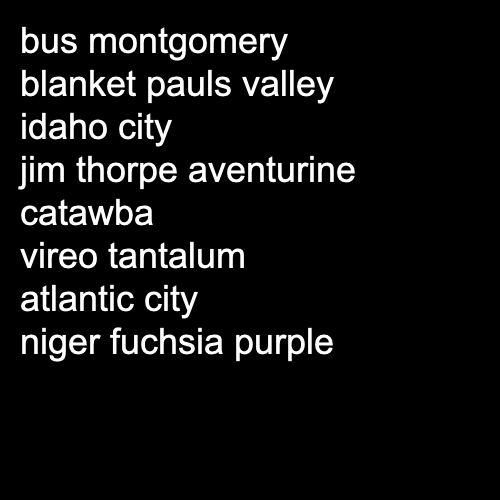 bus montgomery
blanket pauls valley
idaho city
jim thorpe aventurine
catawba
vireo tantalum
atlantic city
niger fuchsia purple